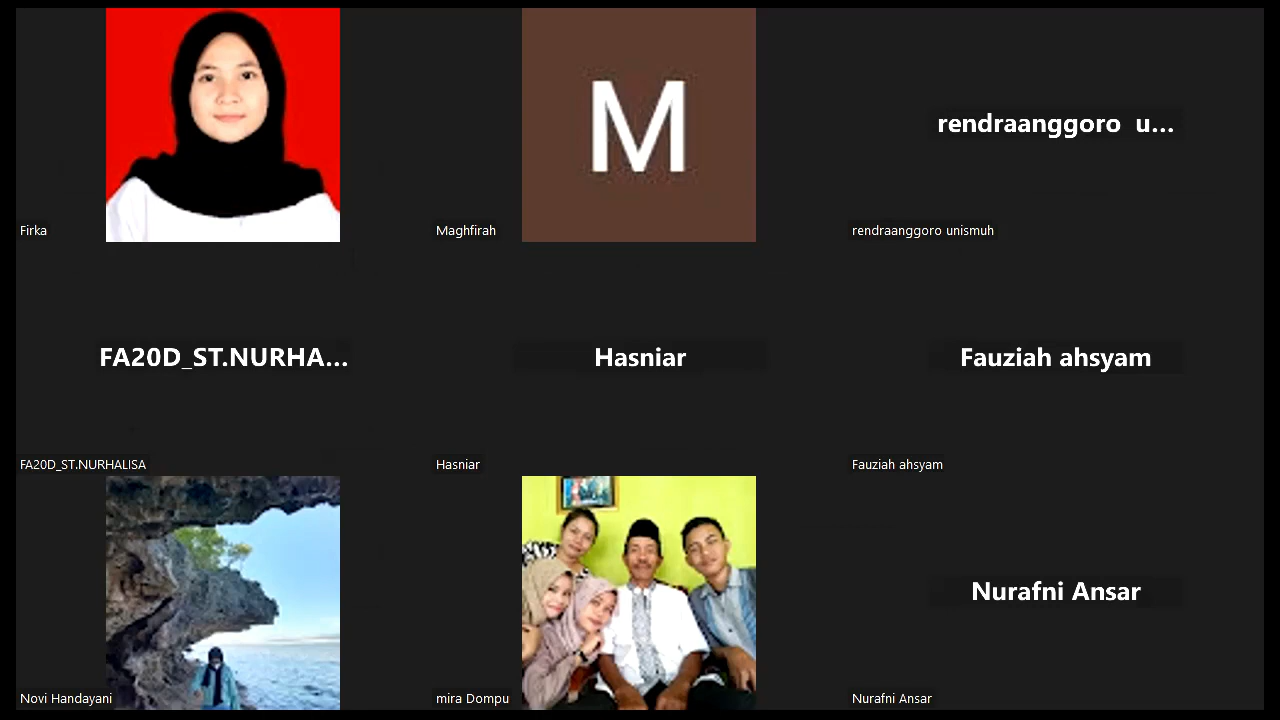 M
rendraanggoro u...
Firka
Maghfirah
rendraanggoro unismuh
FA20D_ST.NURHA...
Hasniar
Fauziah ahsyam
FA20D_ST.NURHALISA
Hasniar
Fauziah ahsyam
Nurafni Ansar
Novi Handayani
mira Dompu
Nurafni Ansar